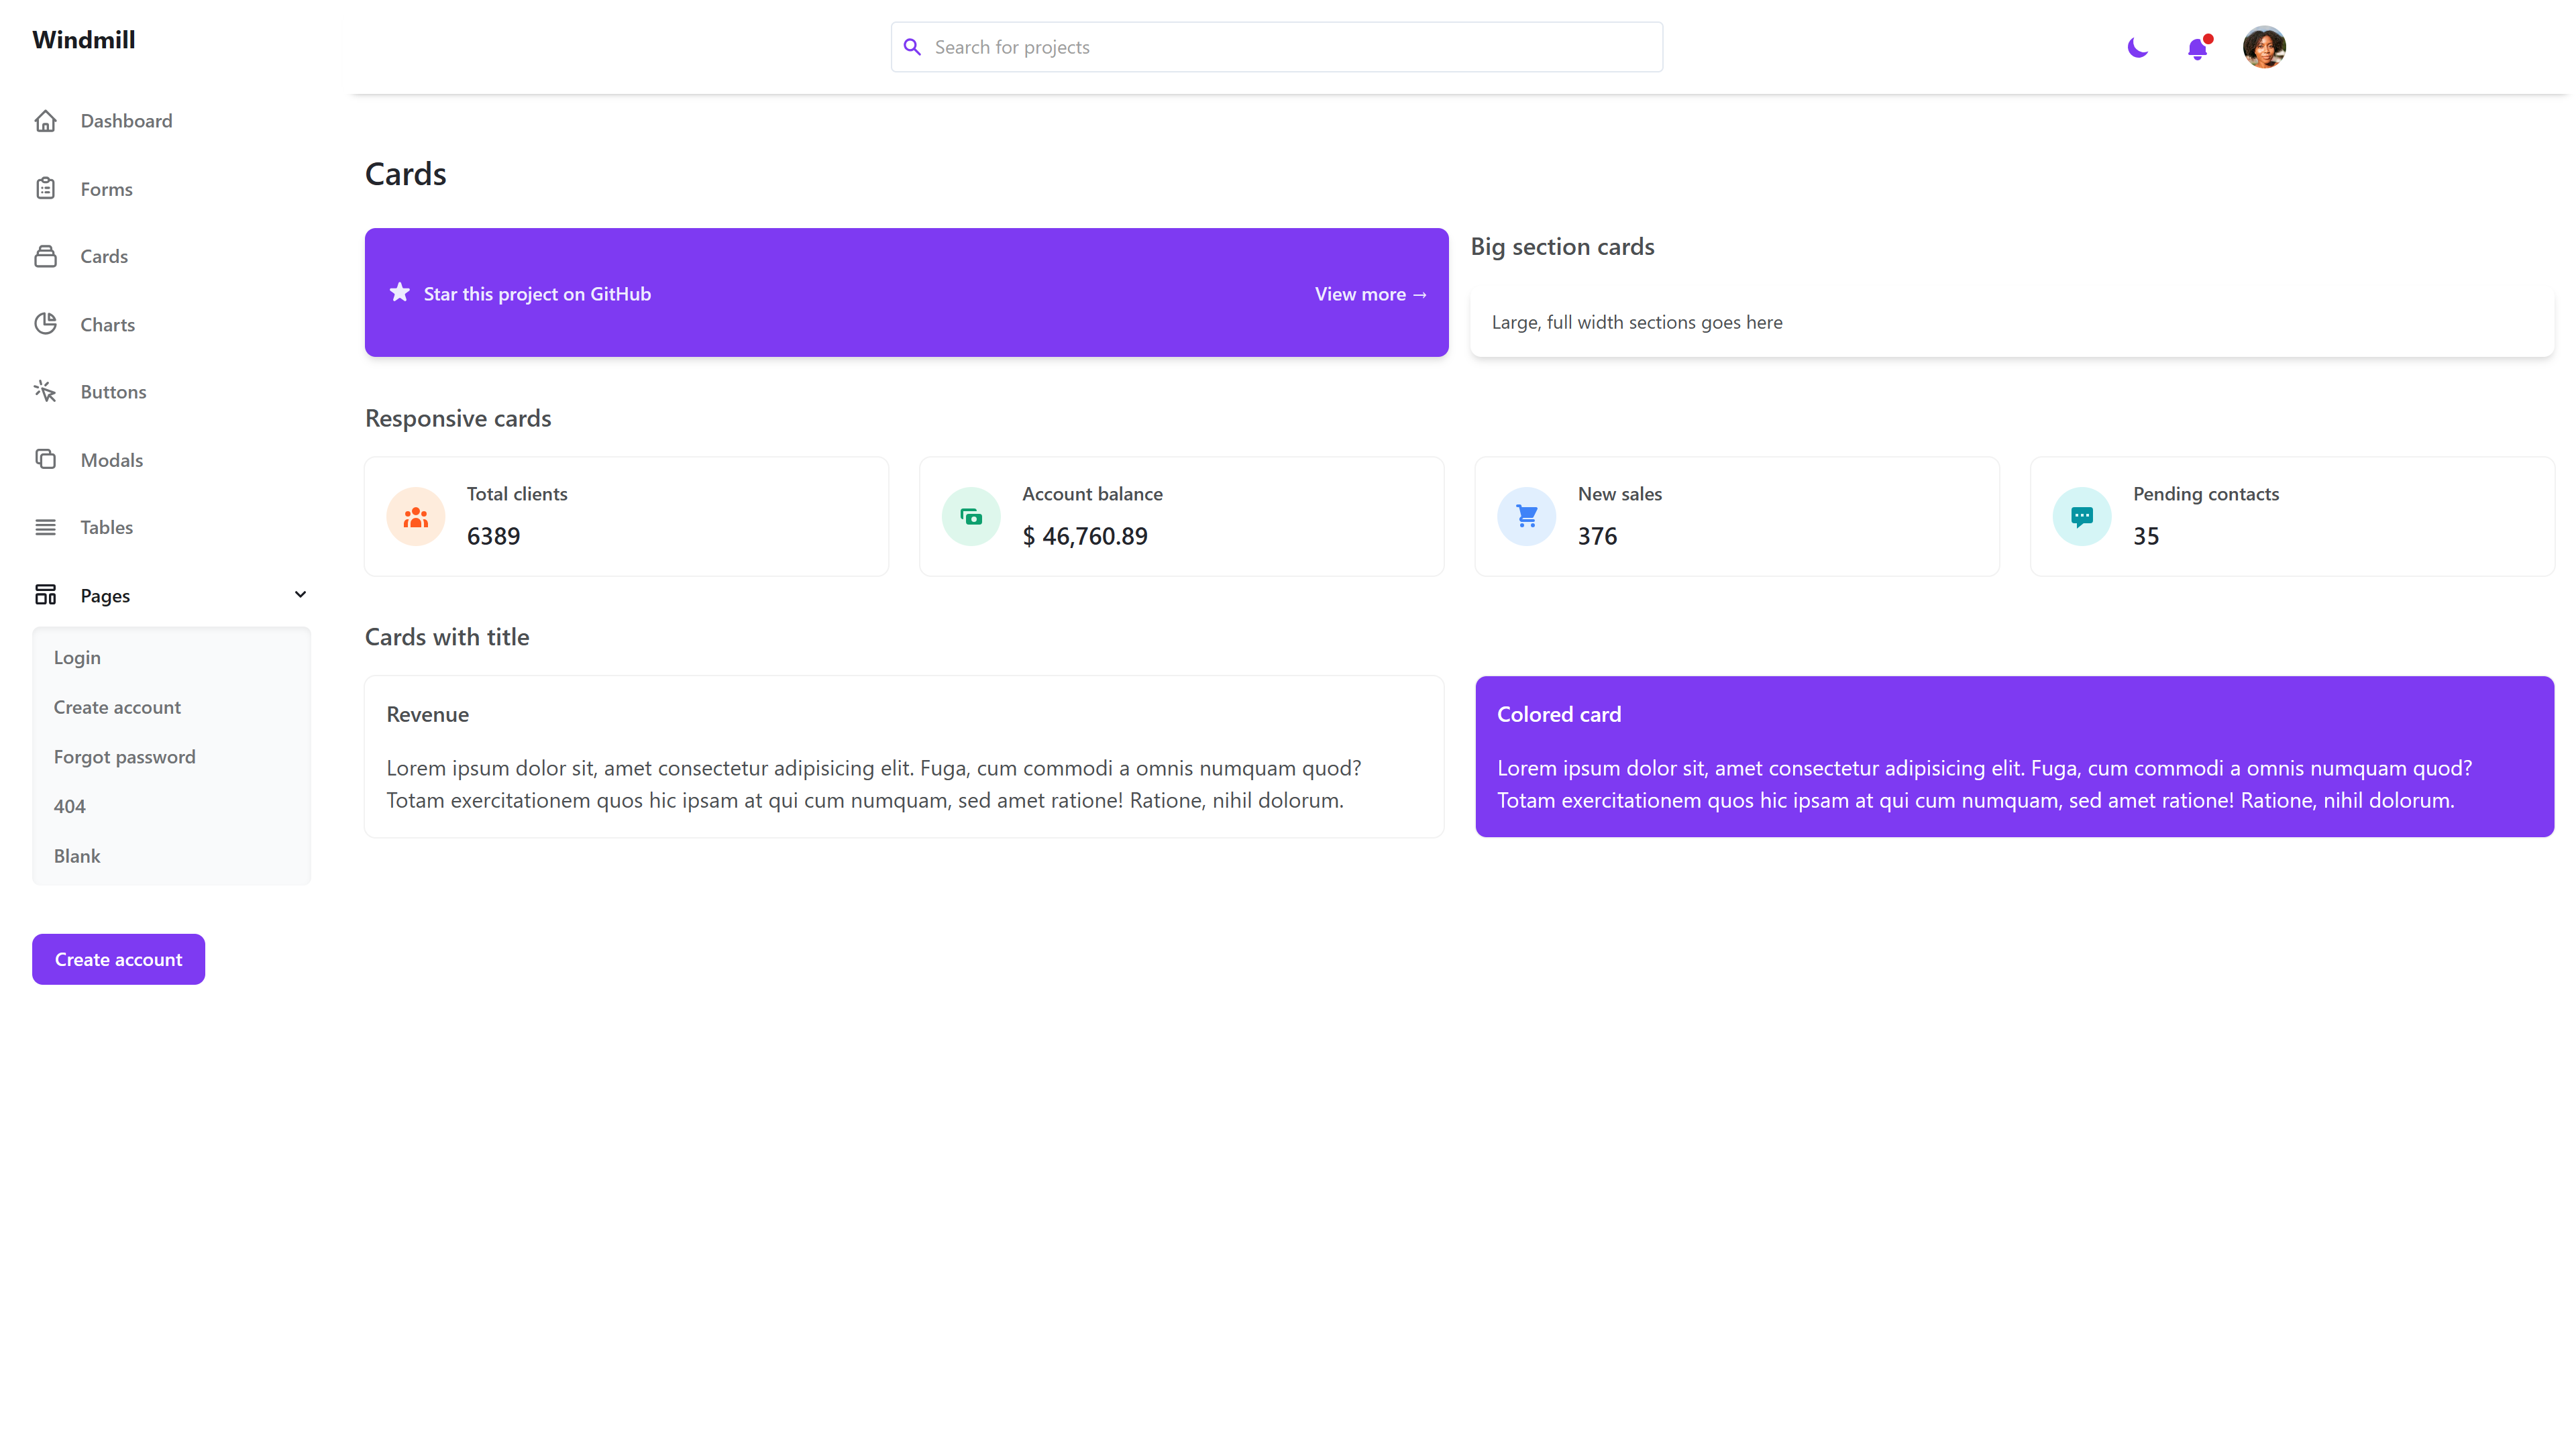 Windmill
Search for projects
Dashboard
Forms
Cards
Charts
Buttons
Modals
Tables
Pages
Login
Create account
Forgot password
404
Blank
Create account
Cards
Star this project on GitHub
View more →
Big section cards
Large, full width sections goes here
Responsive cards
Total clients
6389
Account balance
$ 46,760.89
New sales
376
Pending contacts
35
Cards with title
Revenue
Lorem ipsum dolor sit, amet consectetur adipisicing elit. Fuga, cum commodi a omnis numquam quod?
Totam exercitationem quos hic ipsam at qui cum numquam, sed amet ratione! Ratione, nihil dolorum.
Colored card
Lorem ipsum dolor sit, amet consectetur adipisicing elit. Fuga, cum commodi a omnis numquam quod?
Totam exercitationem quos hic ipsam at qui cum numquam, sed amet ratione! Ratione, nihil dolorum.